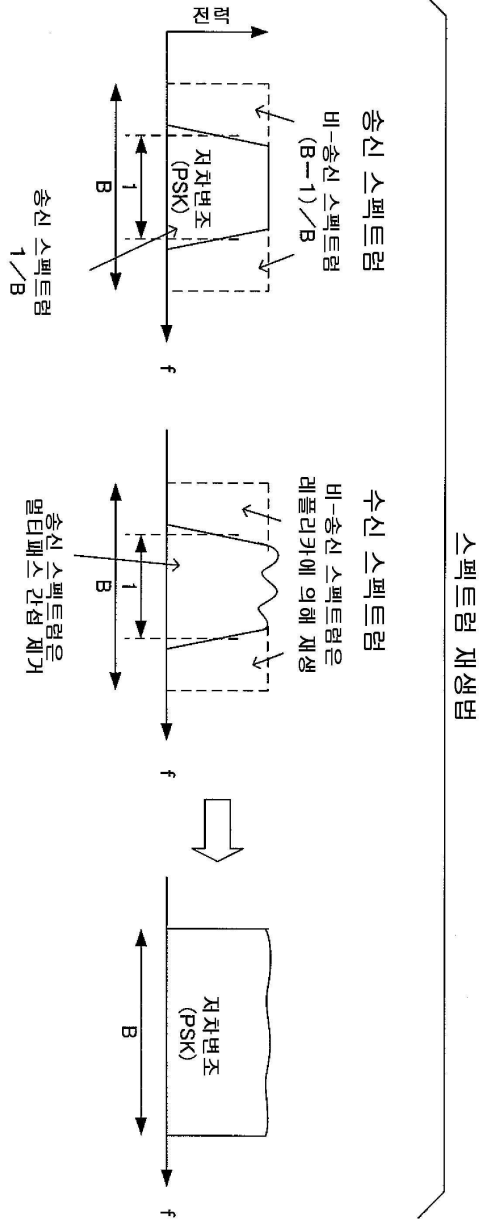 스펙트럼 재생법
송신 스펙트럼
비-송신 스펙트럼
(B-1)/B
전력
저차변조
(PSK)
1
B
f
송신 스펙트럼
1/B
수신 스펙트럼
비-송신 스펙트럼은
레플리카에 의해 재생
1
B
f
송신 스펙트럼은
멀티패스 간섭 제거
저차변조
(PSK)
B
f